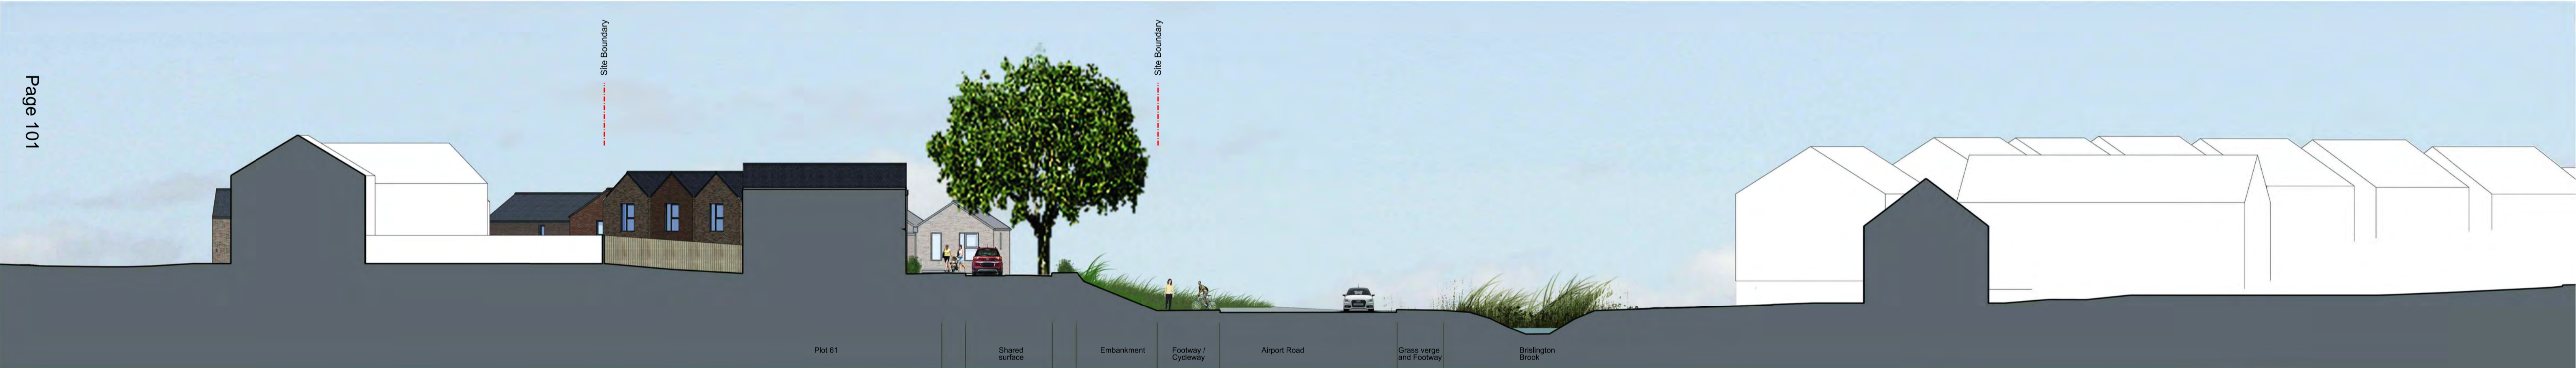 Page 101
Site Boundary
Site Boundary
Plot 61
Shared
surface
Embankment
Footway /
Cycleway
Airport Road
Grass verge
and Footway
Brislington
Brook